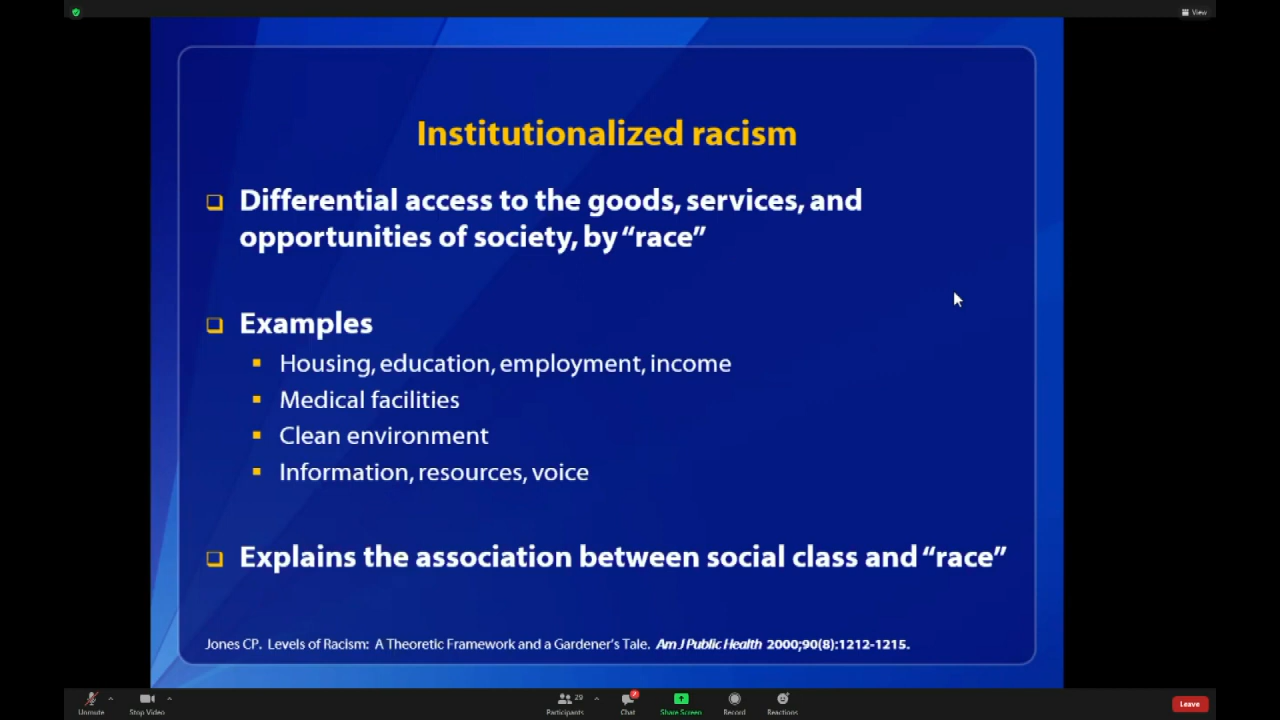 View
Institutionalized racism
Differential access to the goods, services, and
opportunities of society, by “race”
Examples
Housing, education, employment, income
Medical facilities
Clean environment
Information, resources, voice
Explains the association between social class and “race”
Jones CP. Levels of Racism: A Theoretic Framework and a Gardener's Tale. Am J Public Health 2000;90(8):1212-1215.
29
2
Unmute Stop Video Participants Chat Share Screen Record Reactions Leave